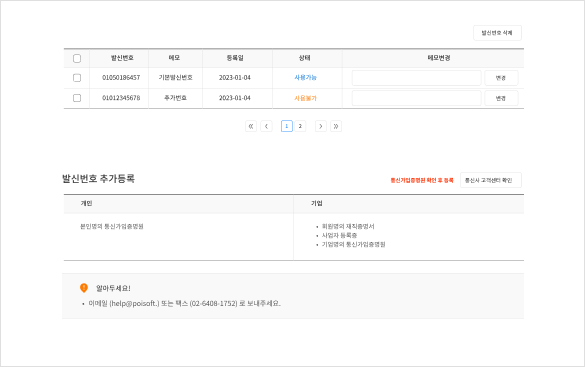 발신번호 삭제
발신번호 메모 등록일 상태 메모변경
01050186457 기본발신번호 2023-01-04 사용가능 변경
01012345678 추가번호 2023-01-04 사용불가 변경
« ‹ 1 2 › »
발신번호 추가등록
통신가입증명원 확인 후 등록 통신사 고객센터 확인
개인 기업
본인명의 통신가입증명원
• 회원명의 재직증명서
• 사업자 등록증
• 기업명의 통신가입증명원
알아두세요!
• 이메일 (help@poisoft.) 또는 팩스 (02-6408-1752) 로 보내주세요.